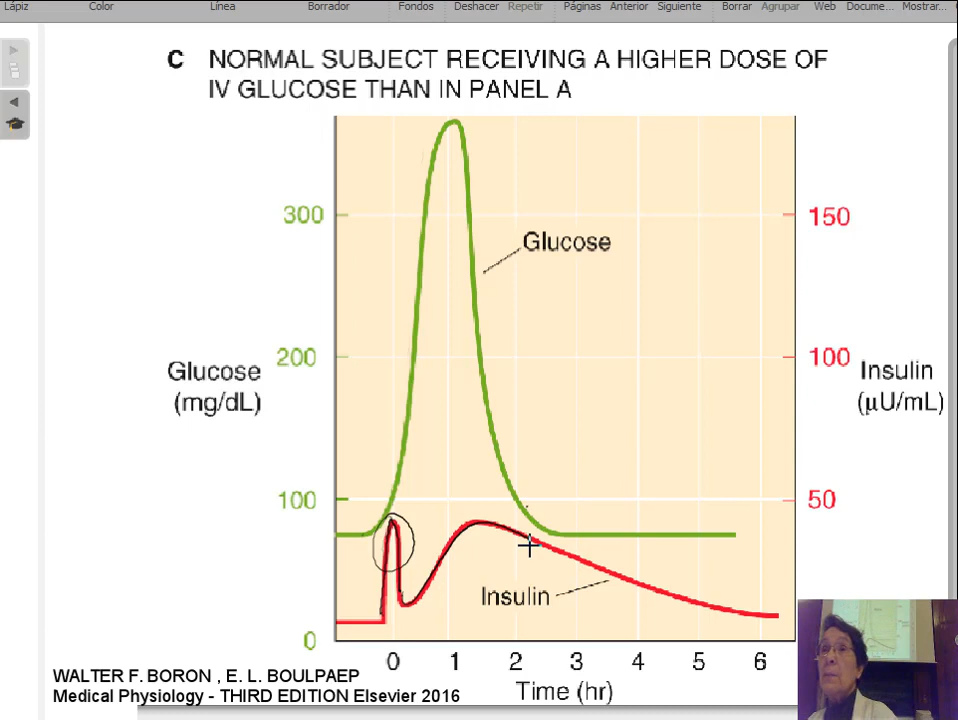 Lápiz Color Línea Borrador Fondos Deshacer Repetir Páginas Anterior Siguiente Borrar Agrupar Web Docume... Mostrar...
C NORMAL SUBJECT RECEIVING A HIGHER DOSE OF
IV GLUCOSE THAN IN PANEL A
300
150
Glucose
200
100
Glucose
(mg/dL)
Insulin
(µU/mL)
100
50
Insulin
0
0 1 2 3 4 5 6
Time (hr)
WALTER F. BORON , E. L. BOULPAEP
Medical Physiology - THIRD EDITION Elsevier 2016